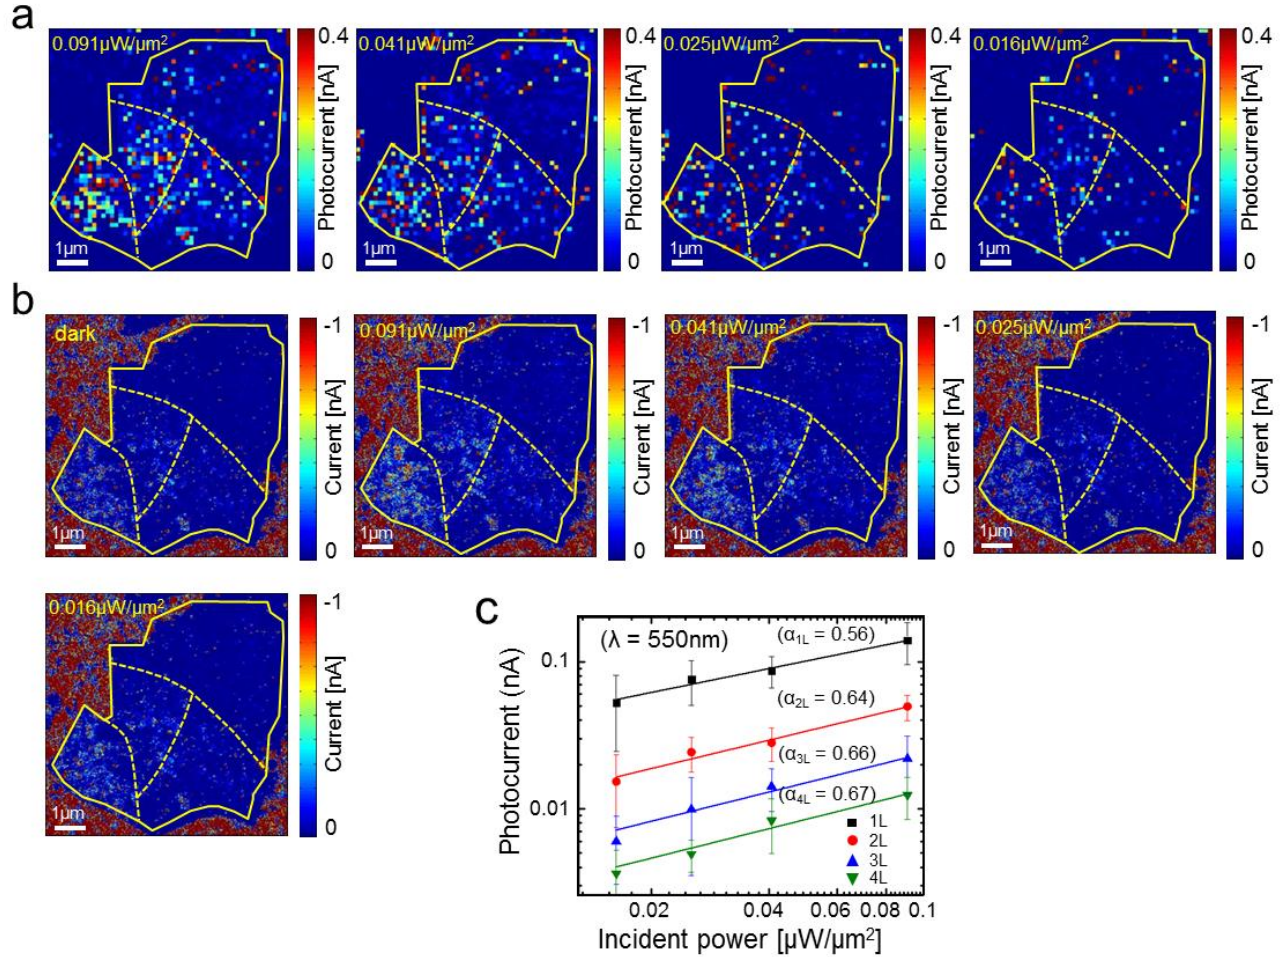 a
0.091µW/µm²
0.4
Photocurrent [nA]
0
1µm
0.041µW/µm²
0.4
Photocurrent [nA]
0
1µm
0.025µW/µm²
0.4
Photocurrent [nA]
0
1µm
0.016µW/µm²
0.4
Photocurrent [nA]
0
1µm
b
dark
-1
Current [nA]
0
1µm
0.091µW/µm²
-1
Current [nA]
0
1µm
0.041µW/µm²
-1
Current [nA]
0
1µm
0.025µW/µm²
-1
Current [nA]
0
1µm
0.016µW/µm²
-1
Current [nA]
0
1µm
c
(λ = 550nm)
(α1L = 0.56)
(α2L = 0.64)
(α3L = 0.66)
(α4L = 0.67)
1L
2L
3L
4L
Photocurrent (nA)
0.1
0.01
0.02
0.04
0.06
0.08
0.1
Incident power [µW/µm²]